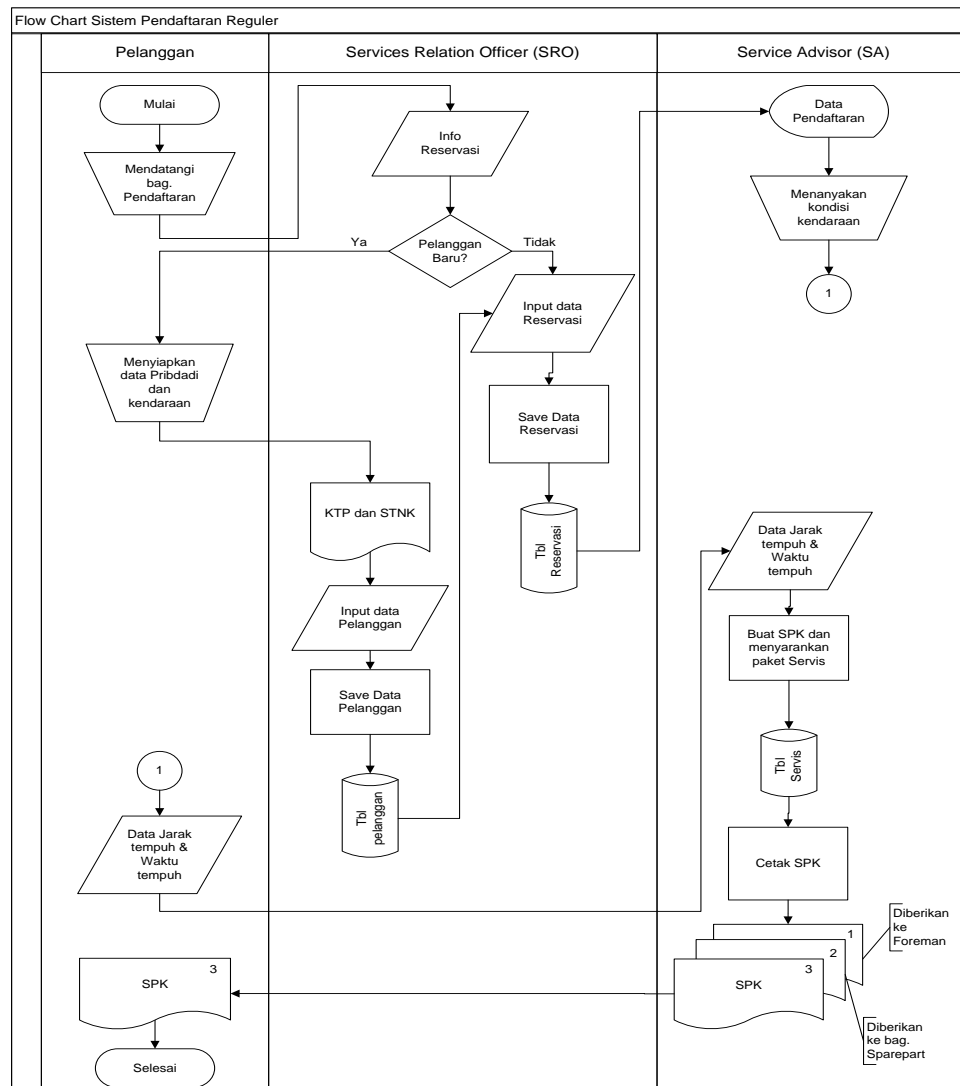 Flow Chart Sistem Pendaftaran Reguler
Pelanggan
Services Relation Officer (SRO)
Service Advisor (SA)
Mulai
Mendatangi
bag.
Pendaftaran
Info
Reservasi
Pelanggan
Baru?
Ya
Tidak
Data
Pendaftaran
Menanyakan
kondisi
kendaraan
1
Input data
Reservasi
Menyiapkan
data Pribdadi
dan
kendaraan
Save Data
Reservasi
Tbl
Reservasi
KTP dan STNK
Input data
Pelanggan
Save Data
Pelanggan
Tbl
pelanggan
Data Jarak
tempuh &
Waktu
tempuh
Buat SPK dan
menyarankan
paket Servis
Tbl
Servis
Cetak SPK
1
Data Jarak
tempuh &
Waktu
tempuh
1
2
3
SPK
Diberikan
ke
Foreman
Diberikan
ke bag.
Sparepart
3
SPK
Selesai